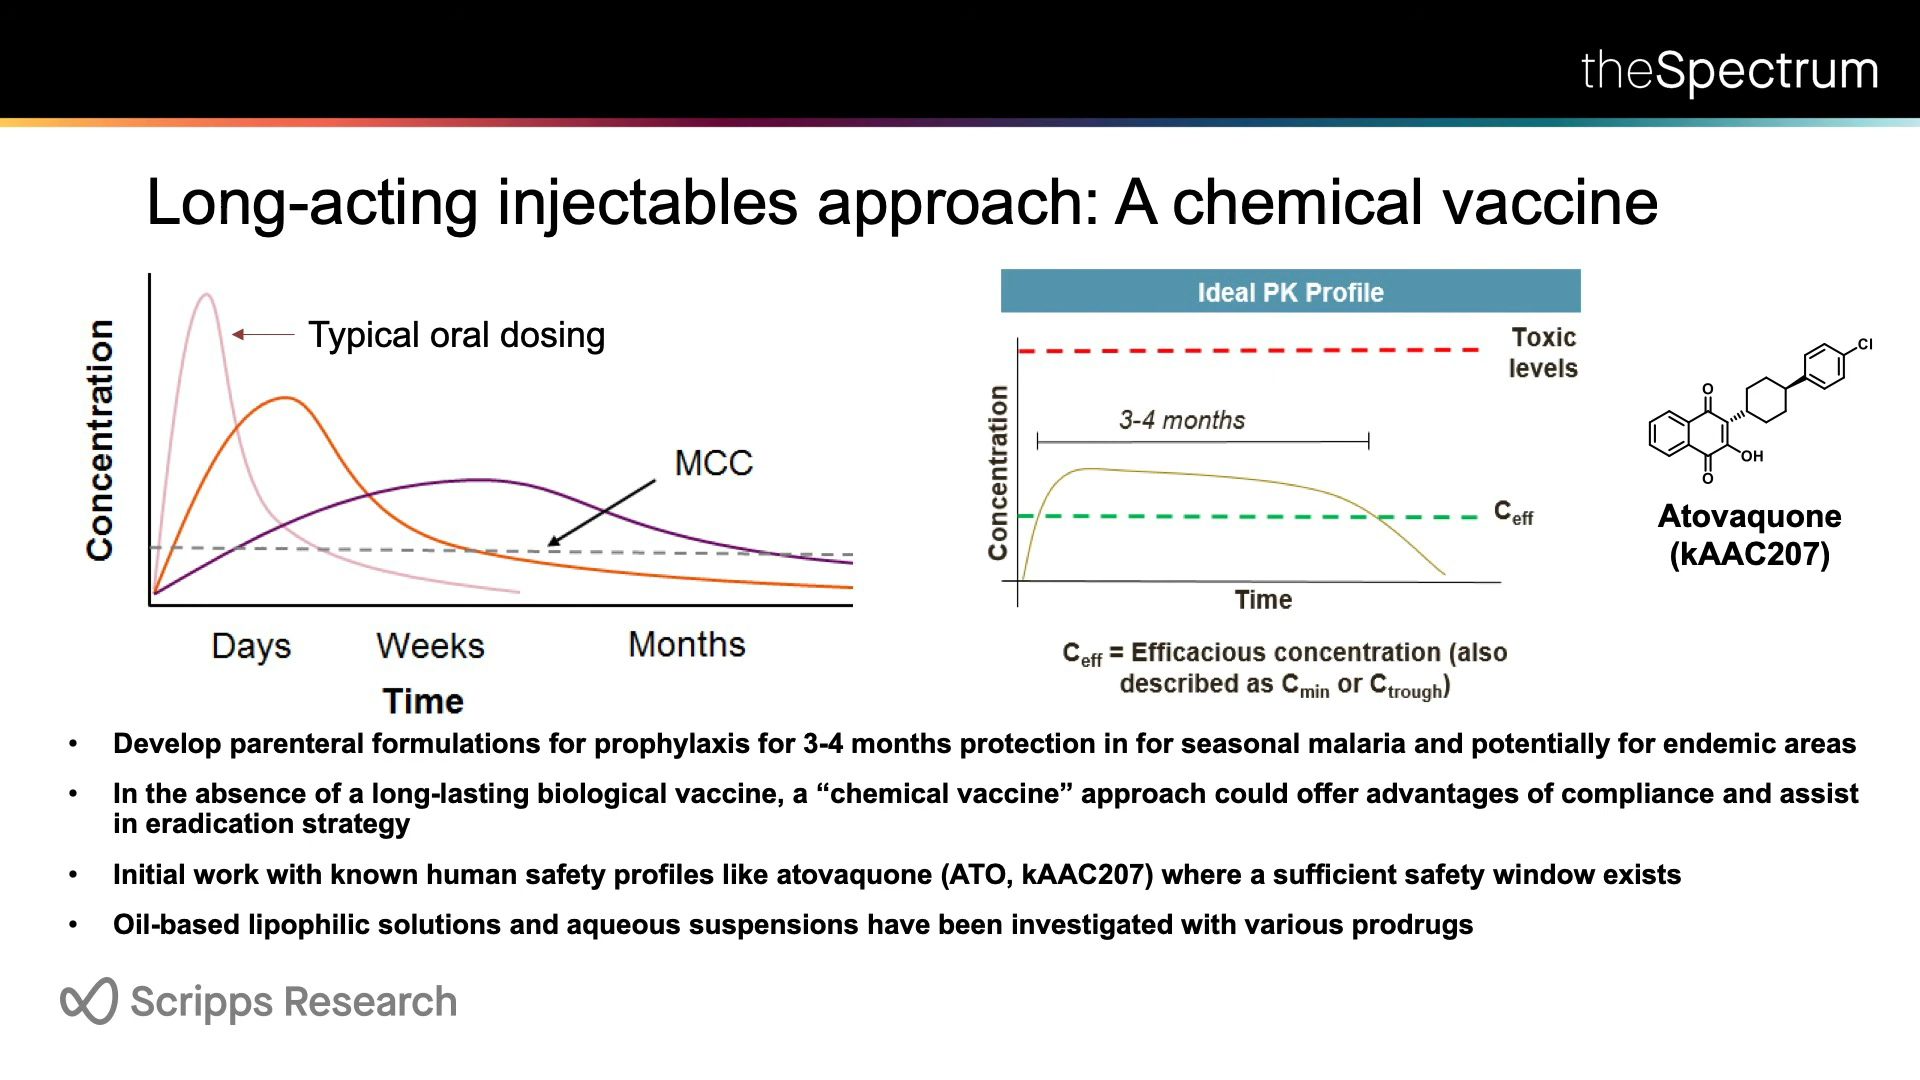 theSpectrum
Long-acting injectables approach: A chemical vaccine
Concentration
Typical oral dosing
MCC
Days Weeks Months
Time
Ideal PK Profile
Toxic
levels
3-4 months
Concentration
Ceff
Time
Ceff = Efficacious concentration (also
described as Cmin or Ctrough)
Cl
O
OH
O
Atovaquone
(kAAC207)
• Develop parenteral formulations for prophylaxis for 3-4 months protection in for seasonal malaria and potentially for endemic areas
• In the absence of a long-lasting biological vaccine, a “chemical vaccine” approach could offer advantages of compliance and assist
in eradication strategy
• Initial work with known human safety profiles like atovaquone (ATO, kAAC207) where a sufficient safety window exists
• Oil-based lipophilic solutions and aqueous suspensions have been investigated with various prodrugs
Scripps Research